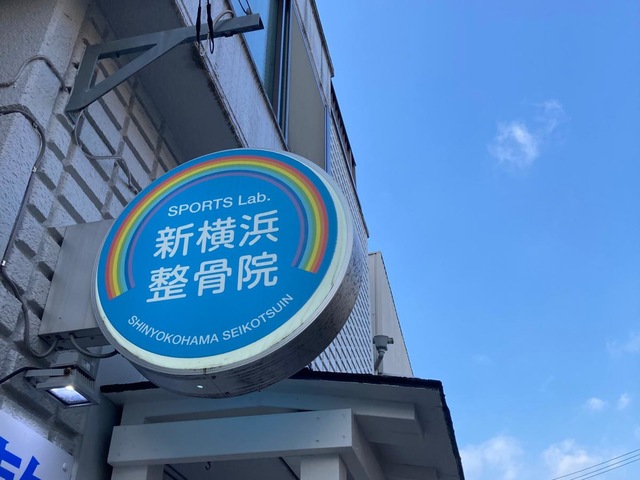 SPORTS Lab.
新横浜
整骨院
SHINYOKOHAMA SEIKOTSUIN